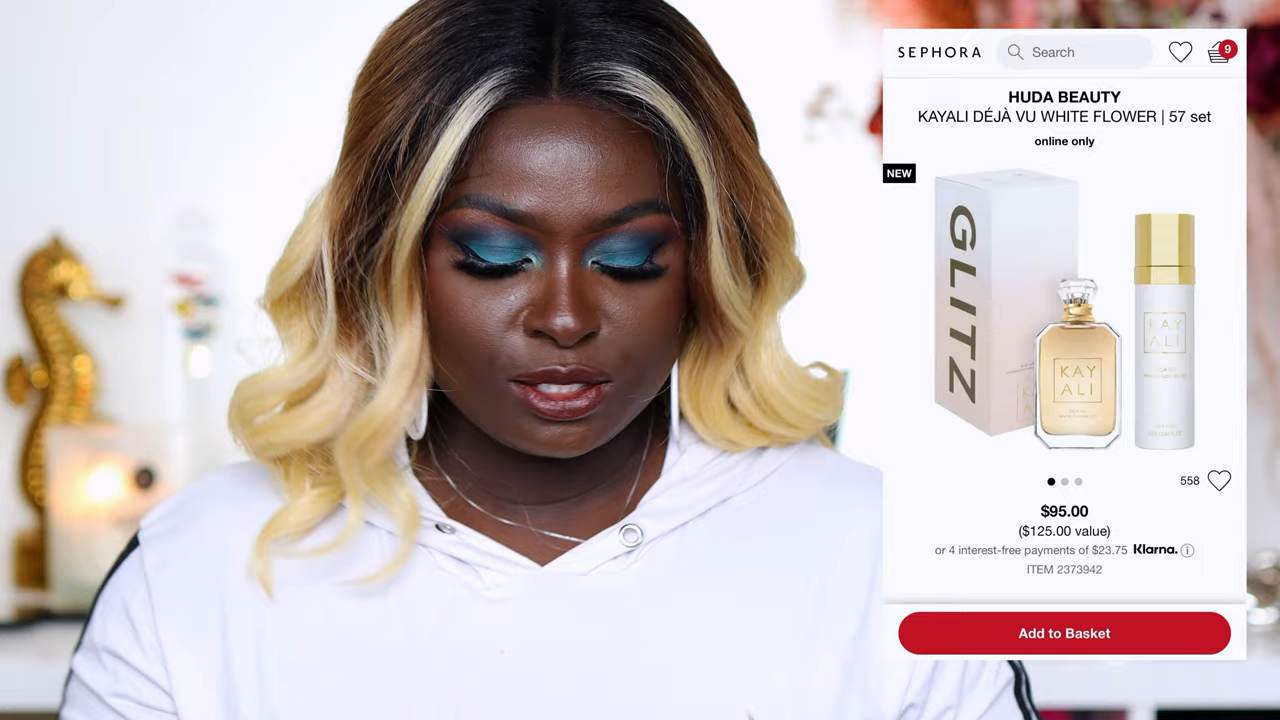 SEPHORA
Search
9
HUDA BEAUTY
KAYALI DÉJÀ VU WHITE FLOWER | 57 set
online only
NEW
GLITZ
KAY
ALI
KAY
ALI
558
$95.00
($125.00 value)
or 4 interest-free payments of $23.75 Klarna.
ITEM 2373942
Add to Basket